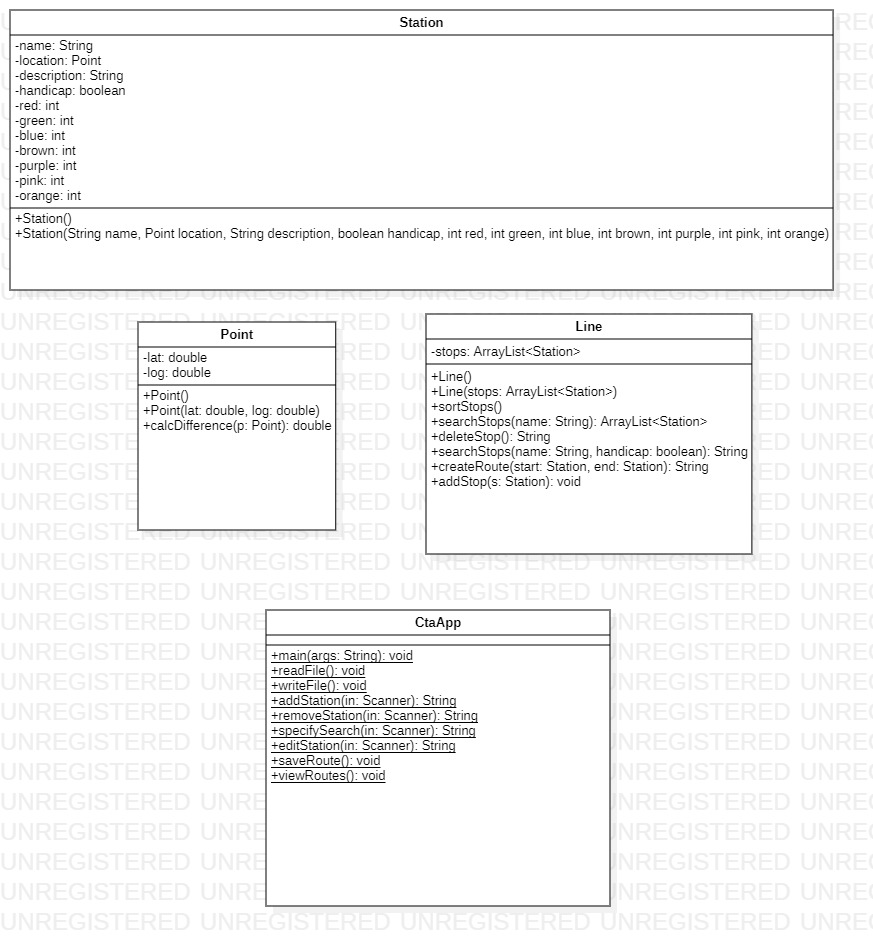 Station
-name: String
-location: Point
-description: String
-handicap: boolean
-red: int
-green: int
-blue: int
-brown: int
-purple: int
-pink: int
-orange: int
+Station()
+Station(String name, Point location, String description, boolean handicap, int red, int green, int blue, int brown, int purple, int pink, int orange)
Point
-lat: double
-log: double
+Point()
+Point(lat: double, log: double)
+calcDifference(p: Point): double
Line
-stops: ArrayList<Station>
+Line()
+Line(stops: ArrayList<Station>)
+sortStops()
+searchStops(name: String): ArrayList<Station>
+deleteStop(): String
+searchStops(name: String, handicap: boolean): String
+createRoute(start: Station, end: Station): String
+addStop(s: Station): void
CtaApp
+main(args: String): void
+readFile(): void
+writeFile(): void
+addStation(in: Scanner): String
+removeStation(in: Scanner): String
+specifySearch(in: Scanner): String
+editStation(in: Scanner): String
+saveRoute(): void
+viewRoutes(): void
UNREGISTERED UNREGISTERED UNREGISTERED UNREGISTERED